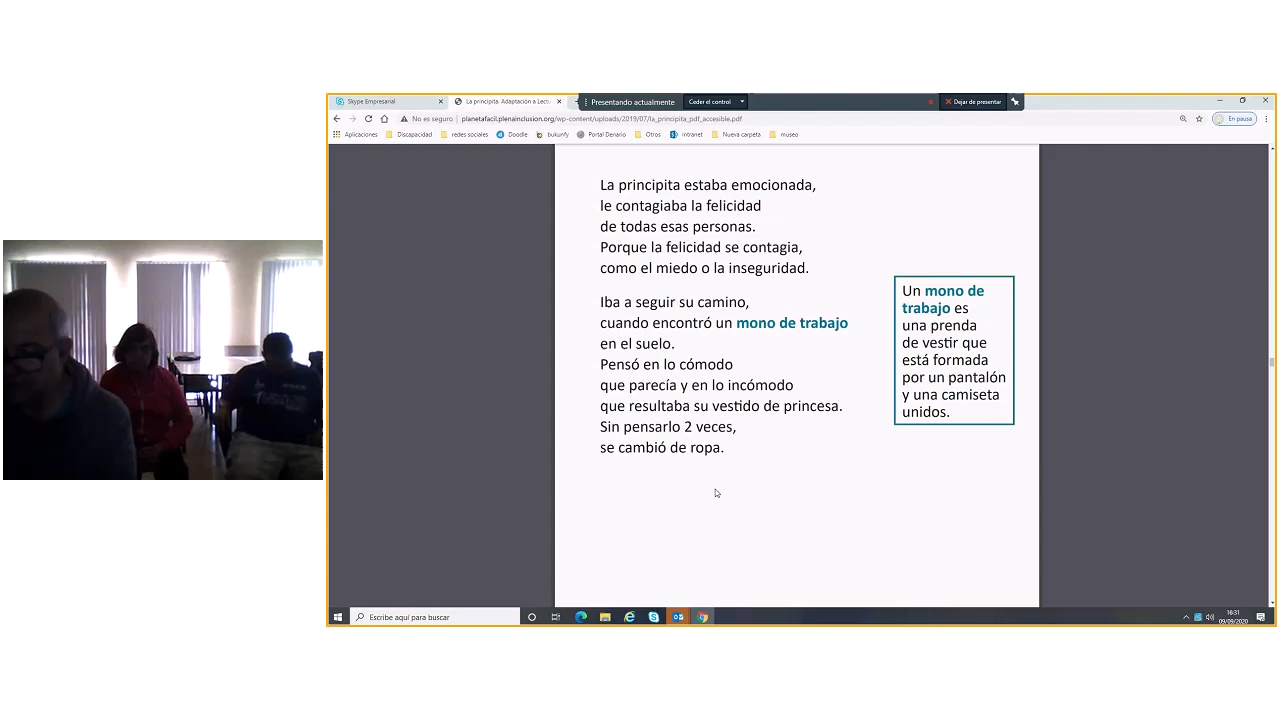 Skype Empresarial
La principita. Adaptación a Lectu
Presentando actualmente
Ceder el control
Dejar de presentar
No es seguro
planetafacil.plenainclusion.org/wp-content/uploads/2019/07/la_principita_pdf_accesible.pdf
En pausa
Aplicaciones
Discapacidad
redes sociales
Doodle
bukunfy
Portal Denario
Otros
intranet
Nueva carpeta
museo
La principita estaba emocionada,
le contagiaba la felicidad
de todas esas personas.
Porque la felicidad se contagia,
como el miedo o la inseguridad.
Iba a seguir su camino,
cuando encontró un mono de trabajo
en el suelo.
Pensó en lo cómodo
que parecía y en lo incómodo
que resultaba su vestido de princesa.
Sin pensarlo 2 veces,
se cambió de ropa.
Un mono de
trabajo es
una prenda
de vestir que
está formada
por un pantalón
y una camiseta
unidos.
Escribe aquí para buscar
18:31
09/09/2020